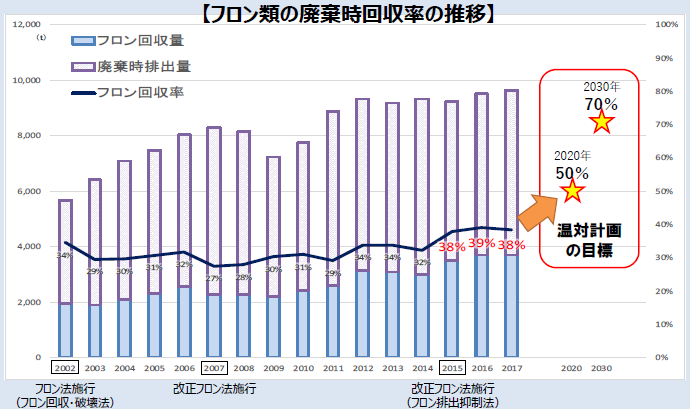 【フロン類の廃棄時回収率の推移】
12,000
(t)
10,000
8,000
6,000
4,000
2,000
0
フロン回収量
廃棄時排出量
フロン回収率
34%
29%
30%
31%
32%
27%
28%
30%
31%
29%
34%
34%
32%
38%
39%
38%
2030年
70%
2020年
50%
温対計画
の目標
100%
90%
80%
70%
60%
50%
40%
30%
20%
10%
0%
2002 2003 2004 2005 2006 2007 2008 2009 2010 2011 2012 2013 2014 2015 2016 2017 2020 2030
フロン法施行
(フロン回収・破壊法)
改正フロン法施行
改正フロン法施行
(フロン排出抑制法)